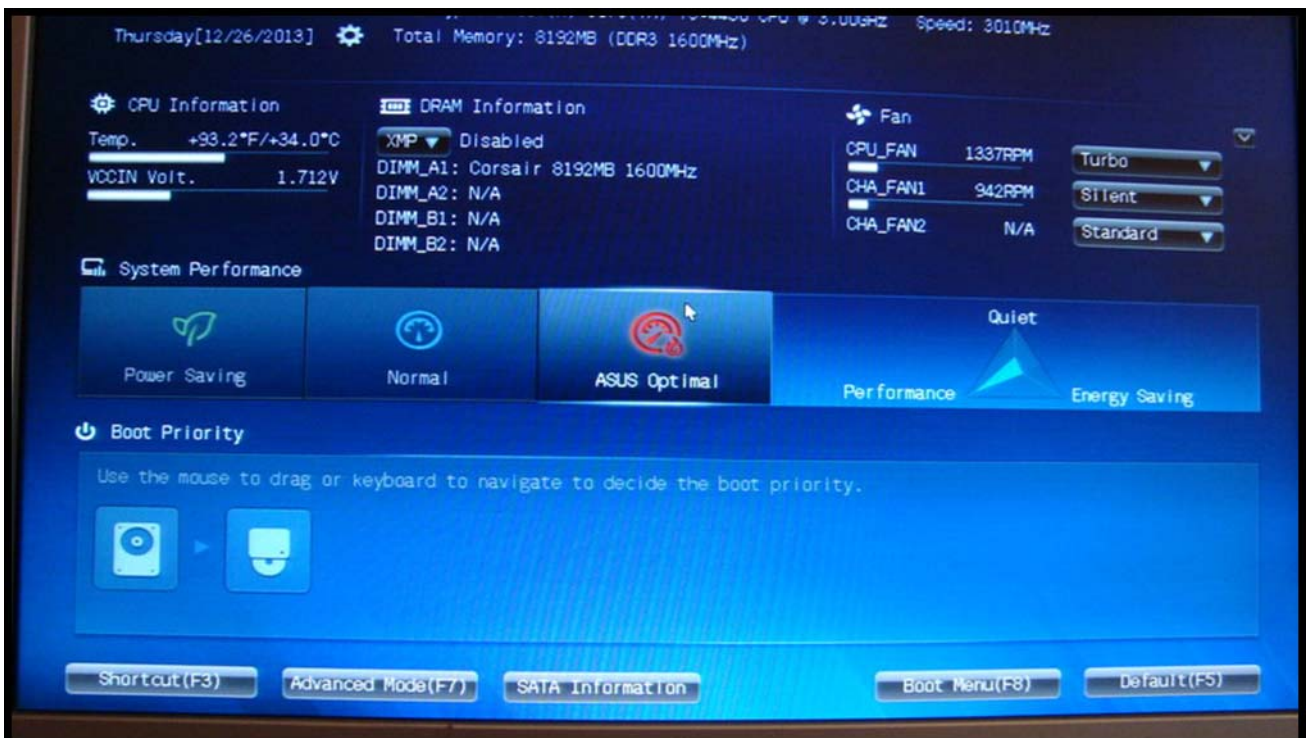 Thursday[12/26/2013] Total Memory: 8192MB (DDR3 1600MHz)
CPU @ 3.00GHz Speed: 3010MHz
CPU Information
Temp. +93.2°F/+34.0°C
VCCIN Volt. 1.712V
DRAM Information
XMP Disabled
DIMM_A1: Corsair 8192MB 1600MHz
DIMM_A2: N/A
DIMM_B1: N/A
DIMM_B2: N/A
Fan
CPU_FAN 1337RPM Turbo
CHA_FAN1 942RPM Silent
CHA_FAN2 N/A Standard
System Performance
Power Saving
Normal
ASUS Optimal
Quiet
Performance
Energy Saving
Boot Priority
Use the mouse to drag or keyboard to navigate to decide the boot priority.
Shortcut(F3)
Advanced Mode(F7)
SATA Information
Boot Menu(F8)
Default(F5)